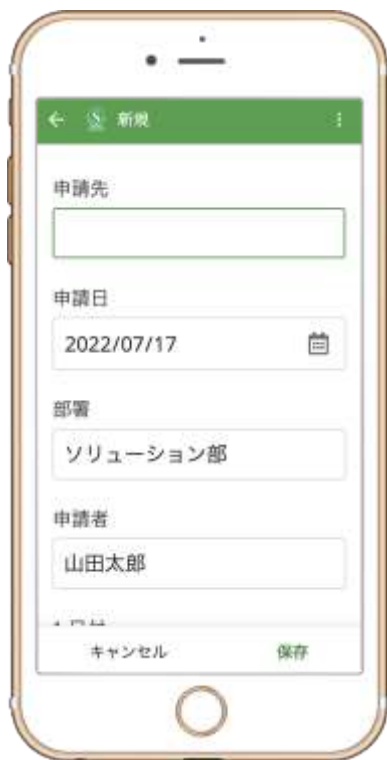 新規
申請先
申請日
2022/07/17
部署
ソリューション部
申請者
山田太郎
キャンセル
保存